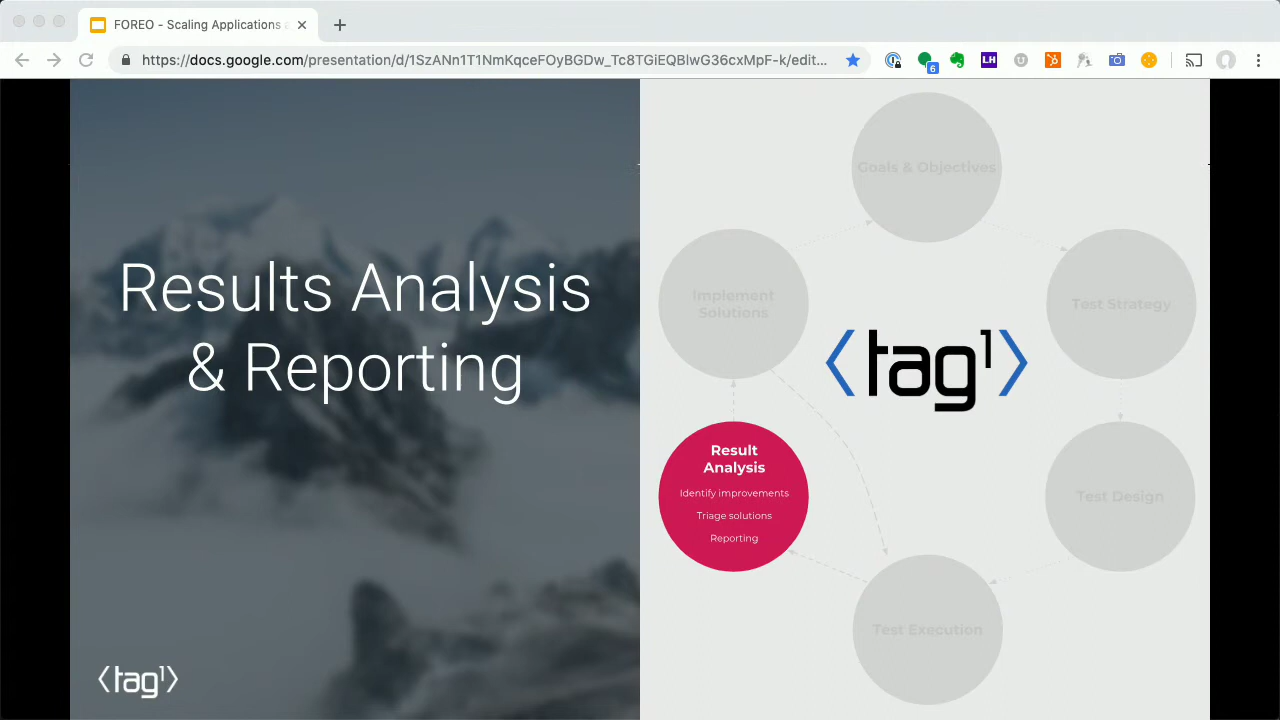 FOREO - Scaling Applications a
https://docs.google.com/presentation/d/1SzANn1T1NmKqceFOyBGDw_Tc8TGiEQBlwG36cxMpF-k/edit...
6
LH
Results Analysis
& Reporting
<tag1>
Goals & Objectives
Implement
Solutions
Test Strategy
<tag1>
Result
Analysis
Identify improvements
Triage solutions
Reporting
Test Design
Test Execution